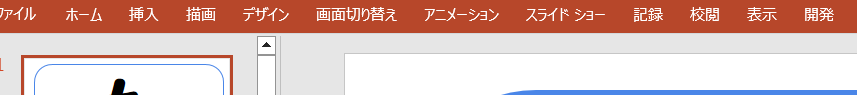 ファイル ホーム 挿入 描画 デザイン 画面切り替え アニメーション スライド ショー 記録 校閲 表示 開発
1